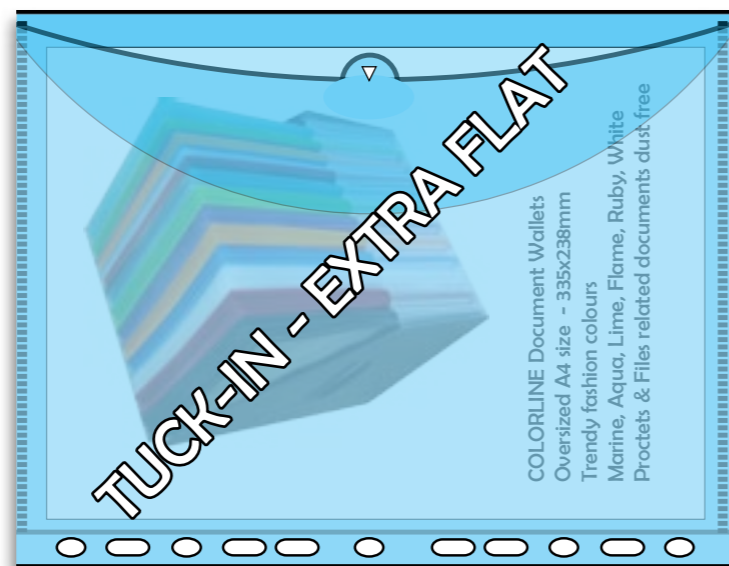 TUCK-IN - EXTRA FLAT
COLORLINE Document Wallets
Oversized A4 size - 335x238mm
Trendy fashion colours
Marine, Aqua, Lime, Flame, Ruby, White
Proctets & Files related documents dust free